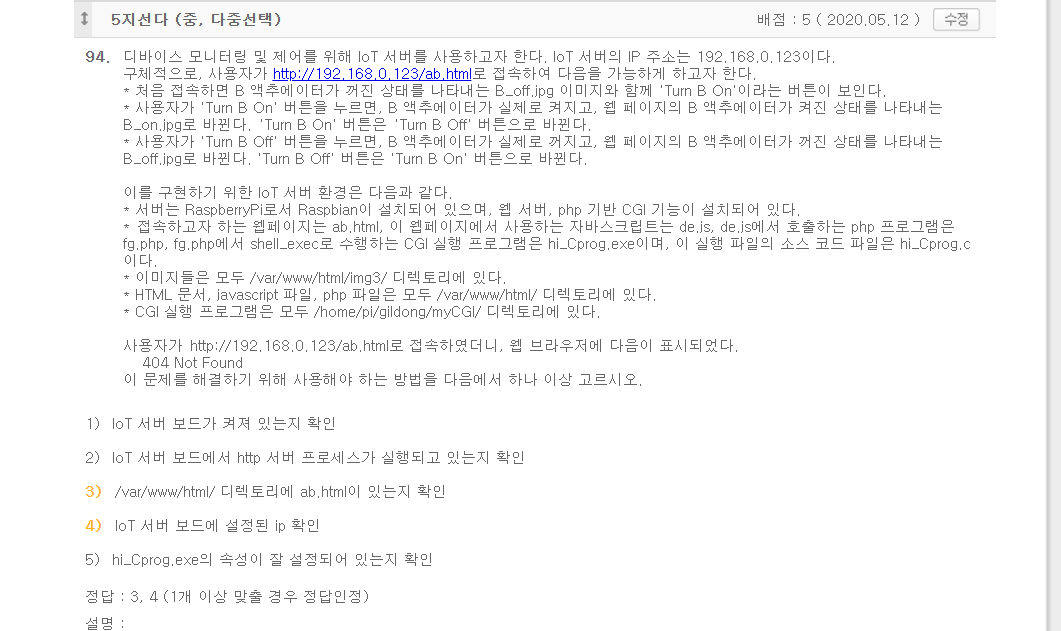 5지선다 (중, 다중선택)
배점 : 5 ( 2020.05.12 ) 수정
94. 디바이스 모니터링 및 제어를 위해 IoT 서버를 사용하고자 한다. IoT 서버의 IP 주소는 192.168.0.123이다.
구체적으로, 사용자가 http://192.168.0.123/ab.html로 접속하여 다음을 가능하게 하고자 한다.
* 처음 접속하면 B 액추에이터가 꺼진 상태를 나타내는 B_off.jpg 이미지와 함께 'Turn B On'이라는 버튼이 보인다.
* 사용자가 'Turn B On' 버튼을 누르면, B 액추에이터가 실제로 켜지고, 웹 페이지의 B 액추에이터가 켜진 상태를 나타내는
B_on.jpg로 바뀐다. 'Turn B On' 버튼은 'Turn B Off' 버튼으로 바뀐다.
* 사용자가 'Turn B Off' 버튼을 누르면, B 액추에이터가 실제로 꺼지고, 웹 페이지의 B 액추에이터가 꺼진 상태를 나타내는
B_off.jpg로 바뀐다. 'Turn B Off' 버튼은 'Turn B On' 버튼으로 바뀐다.
이를 구현하기 위한 IoT 서버 환경은 다음과 같다.
* 서버는 RaspberryPi로서 Raspbian이 설치되어 있으며, 웹 서버, php 기반 CGI 기능이 설치되어 있다.
* 접속하고자 하는 웹페이지는 ab.html, 이 웹페이지에서 사용하는 자바스크립트는 de.js, de.js에서 호출하는 php 프로그램은
fg.php, fg.php에서 shell_exec로 수행하는 CGI 실행 프로그램은 hi_Cprog.exe이며, 이 실행 파일의 소스 코드 파일은 hi_Cprog.c
이다.
* 이미지들은 모두 /var/www/html/img3/ 디렉토리에 있다.
* HTML 문서, javascript 파일, php 파일은 모두 /var/www/html/ 디렉토리에 있다.
* CGI 실행 프로그램은 모두 /home/pi/gildong/myCGI/ 디렉토리에 있다.
사용자가 http://192.168.0.123/ab.html로 접속하였더니, 웹 브라우저에 다음이 표시되었다.
404 Not Found
이 문제를 해결하기 위해 사용해야 하는 방법을 다음에서 하나 이상 고르시오.
1) IoT 서버 보드가 켜져 있는지 확인
2) IoT 서버 보드에서 http 서버 프로세스가 실행되고 있는지 확인
3) /var/www/html/ 디렉토리에 ab.html이 있는지 확인
4) IoT 서버 보드에 설정된 ip 확인
5) hi_Cprog.exe의 속성이 잘 설정되어 있는지 확인
정답 : 3, 4 (1개 이상 맞출 경우 정답인정)
설명 :